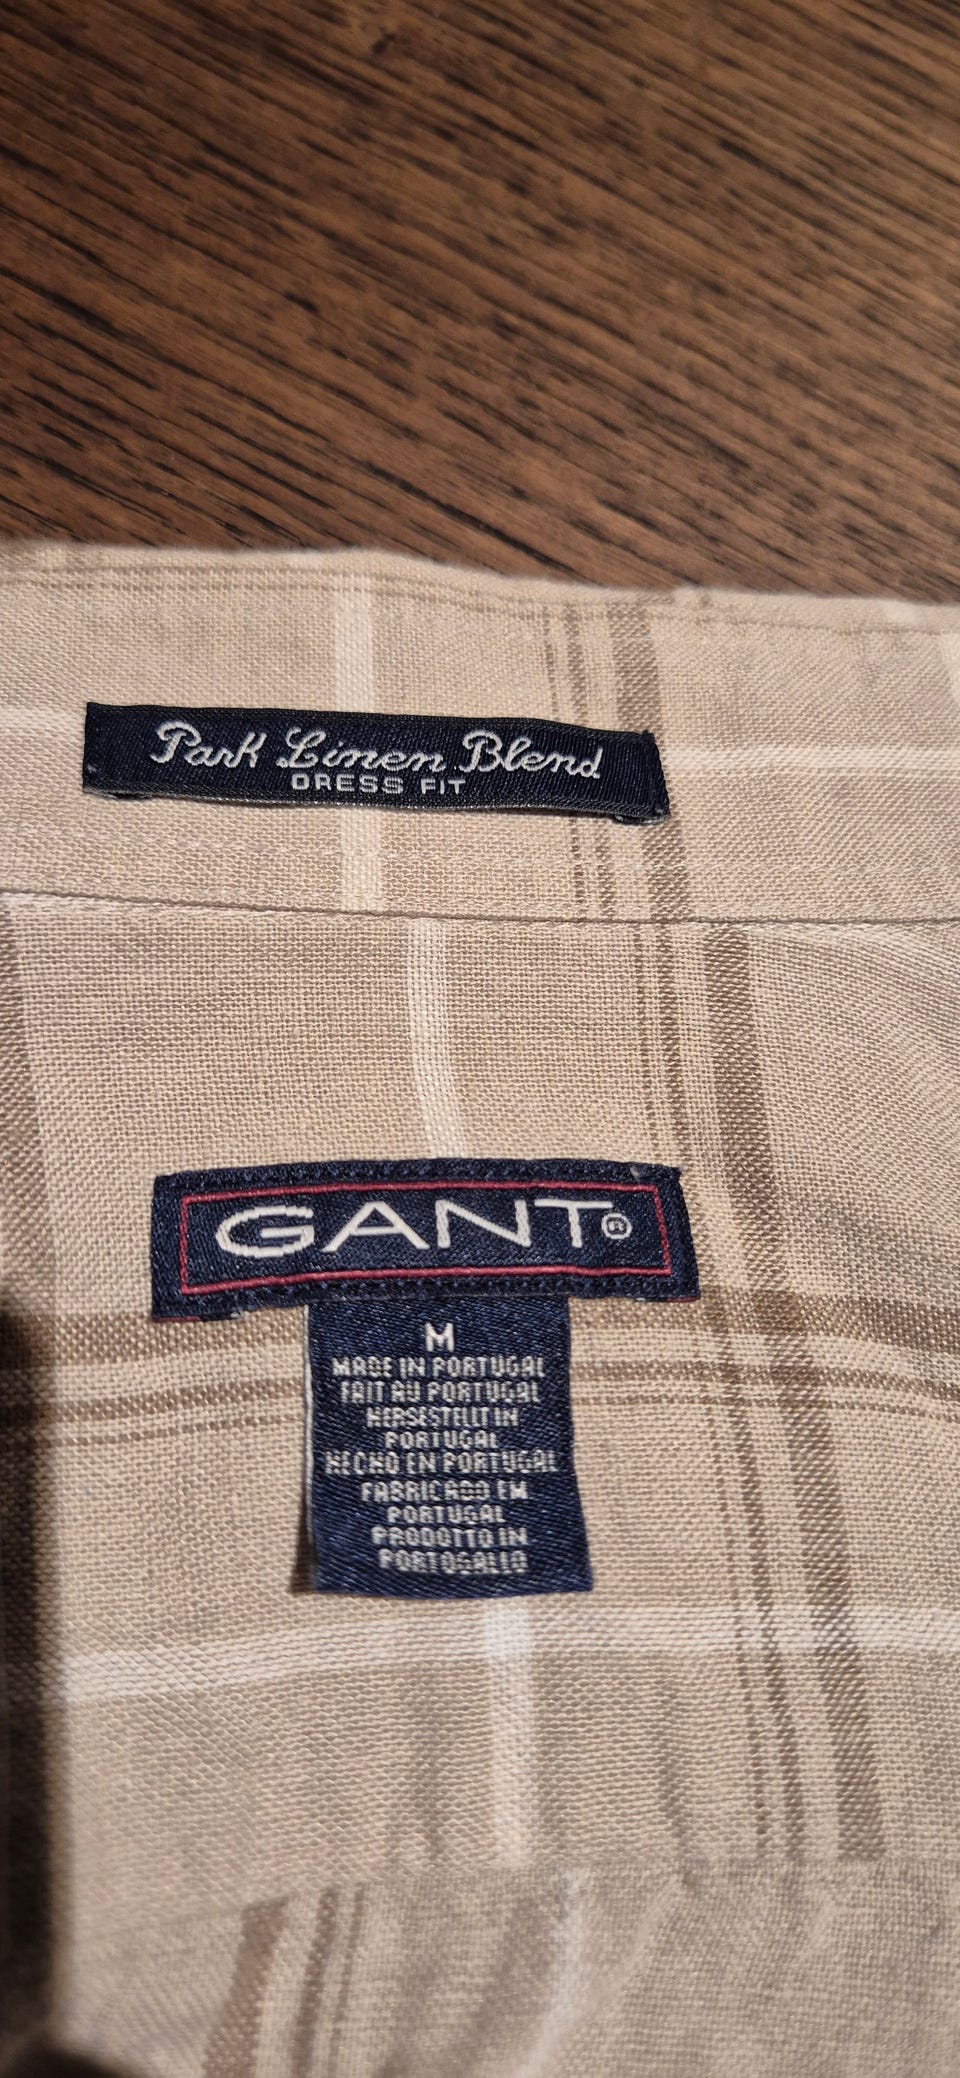 Park Linen Blend
DRESS FIT
GANT®
M
MADE IN PORTUGAL
FAIT AU PORTUGAL
HERGESTELLT IN
PORTUGAL
HECHO EN PORTUGAL
FABRICADO EM
PORTUGAL
PRODOTTO IN
PORTOGALLO